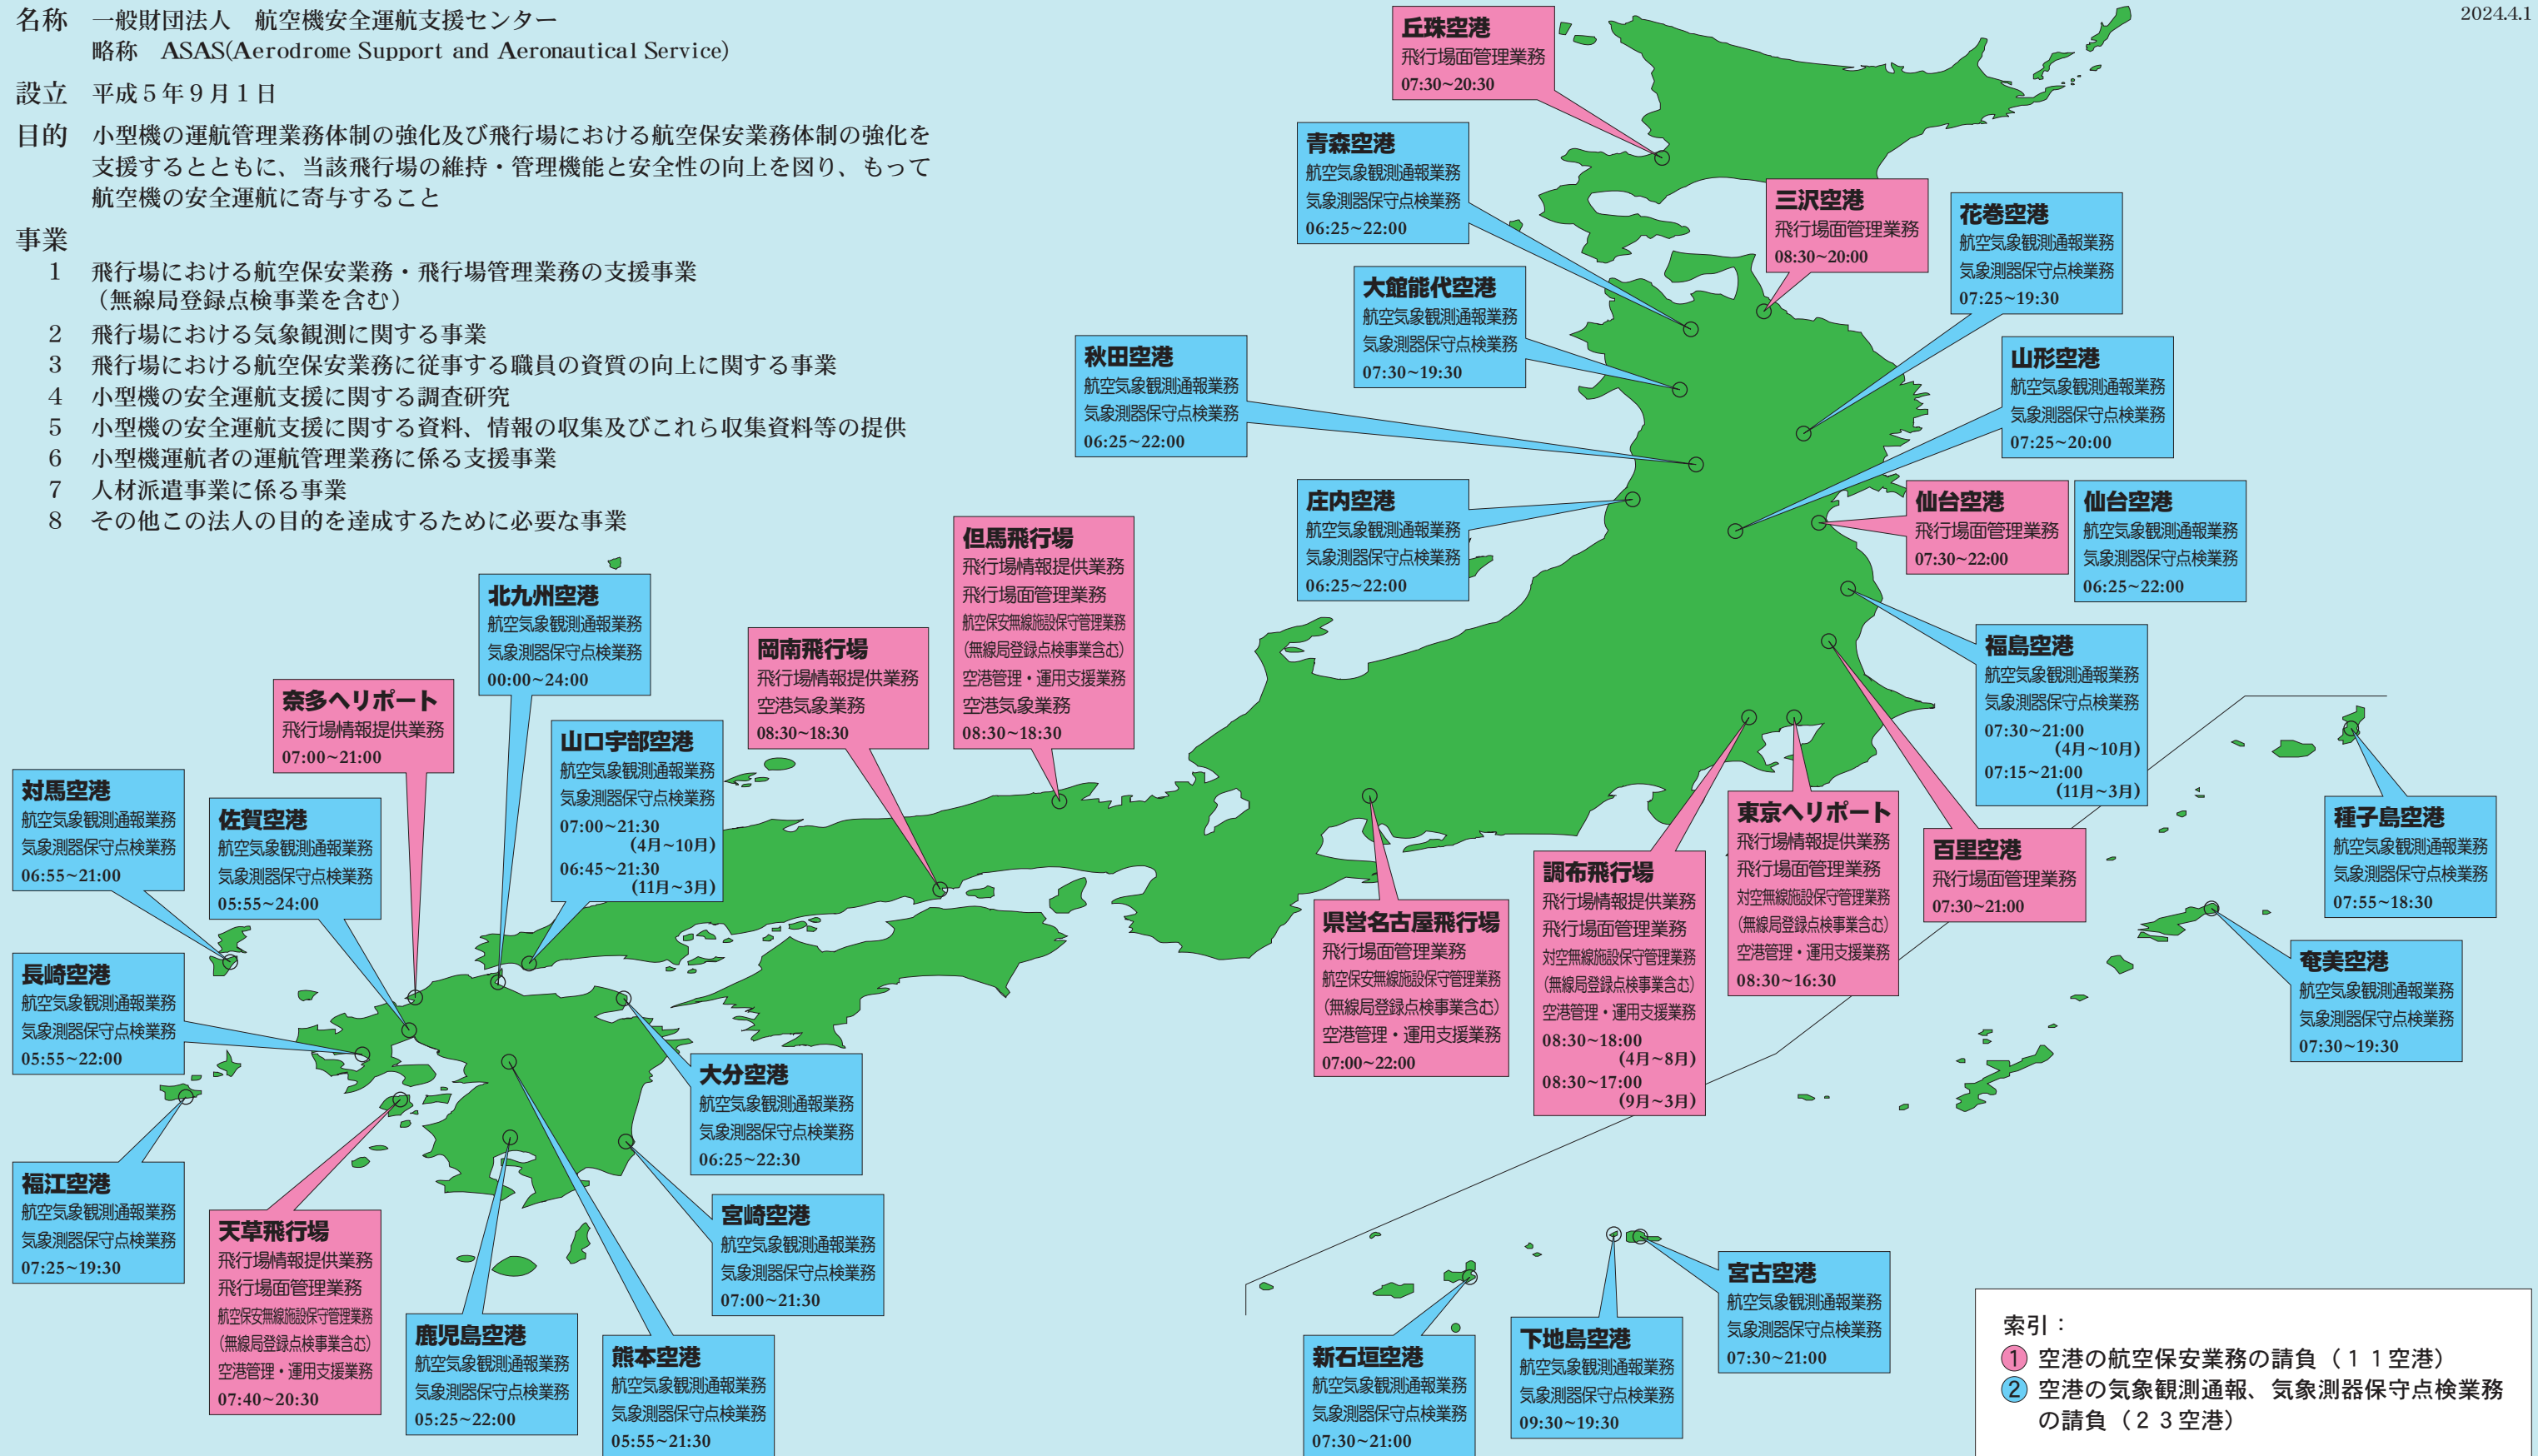 2024.4.1
名称　一般財団法人　航空機安全運航支援センター
略称　ASAS(Aerodrome Support and Aeronautical Service)
設立　平成５年９月１日
目的　小型機の運航管理業務体制の強化及び飛行場における航空保安業務体制の強化を
支援するとともに、当該飛行場の維持・管理機能と安全性の向上を図り、もって
航空機の安全運航に寄与すること
事業
１　飛行場における航空保安業務・飛行場管理業務の支援事業
（無線局登録点検事業を含む）
２　飛行場における気象観測に関する事業
３　飛行場における航空保安業務に従事する職員の資質の向上に関する事業
４　小型機の安全運航支援に関する調査研究
５　小型機の安全運航支援に関する資料、情報の収集及びこれら収集資料等の提供
６　小型機運航者の運航管理業務に係る支援事業
７　人材派遣事業に係る事業
８　その他この法人の目的を達成するために必要な事業
丘珠空港
飛行場面管理業務
07:30~20:30
青森空港
航空気象観測通報業務
気象測器保守点検業務
06:25~22:00
三沢空港
飛行場面管理業務
08:30~20:00
花巻空港
航空気象観測通報業務
気象測器保守点検業務
07:25~19:30
大館能代空港
航空気象観測通報業務
気象測器保守点検業務
07:30~19:30
秋田空港
航空気象観測通報業務
気象測器保守点検業務
06:25~22:00
山形空港
航空気象観測通報業務
気象測器保守点検業務
07:25~20:00
庄内空港
航空気象観測通報業務
気象測器保守点検業務
06:25~22:00
仙台空港
飛行場面管理業務
07:30~22:00
仙台空港
航空気象観測通報業務
気象測器保守点検業務
06:25~22:00
福島空港
航空気象観測通報業務
気象測器保守点検業務
07:30~21:00
(4月~10月)
07:15~21:00
(11月~3月)
但馬飛行場
飛行場情報提供業務
飛行場面管理業務
航空保安無線施設保守管理業務
(無線局登録点検事業含む)
空港管理・運用支援業務
空港気象業務
08:30~18:30
北九州空港
航空気象観測通報業務
気象測器保守点検業務
00:00~24:00
岡南飛行場
飛行場情報提供業務
空港気象業務
08:30~18:30
奈多ヘリポート
飛行場情報提供業務
07:00~21:00
山口宇部空港
航空気象観測通報業務
気象測器保守点検業務
07:00~21:30
(4月~10月)
06:45~21:30
(11月~3月)
対馬空港
航空気象観測通報業務
気象測器保守点検業務
06:55~21:00
佐賀空港
航空気象観測通報業務
気象測器保守点検業務
05:55~24:00
長崎空港
航空気象観測通報業務
気象測器保守点検業務
05:55~22:00
福江空港
航空気象観測通報業務
気象測器保守点検業務
07:25~19:30
天草飛行場
飛行場情報提供業務
飛行場面管理業務
航空保安無線施設保守管理業務
(無線局登録点検事業含む)
空港管理・運用支援業務
07:40~20:30
鹿児島空港
航空気象観測通報業務
気象測器保守点検業務
05:25~22:00
熊本空港
航空気象観測通報業務
気象測器保守点検業務
05:55~21:30
宮崎空港
航空気象観測通報業務
気象測器保守点検業務
07:00~21:30
大分空港
航空気象観測通報業務
気象測器保守点検業務
06:25~22:30
県営名古屋飛行場
飛行場面管理業務
航空保安無線施設保守管理業務
(無線局登録点検事業含む)
空港管理・運用支援業務
07:00~22:00
調布飛行場
飛行場情報提供業務
飛行場面管理業務
対空無線施設保守管理業務
(無線局登録点検事業含む)
空港管理・運用支援業務
08:30~18:00
(4月~8月)
08:30~17:00
(9月~3月)
東京ヘリポート
飛行場情報提供業務
飛行場面管理業務
対空無線施設保守管理業務
(無線局登録点検事業含む)
空港管理・運用支援業務
08:30~16:30
百里空港
飛行場面管理業務
07:30~21:00
種子島空港
航空気象観測通報業務
気象測器保守点検業務
07:55~18:30
奄美空港
航空気象観測通報業務
気象測器保守点検業務
07:30~19:30
新石垣空港
航空気象観測通報業務
気象測器保守点検業務
07:30~21:00
下地島空港
航空気象観測通報業務
気象測器保守点検業務
09:30~19:30
宮古空港
航空気象観測通報業務
気象測器保守点検業務
07:30~21:00
索引：
① 空港の航空保安業務の請負（１１空港）
② 空港の気象観測通報、気象測器保守点検業務
の請負（２３空港）